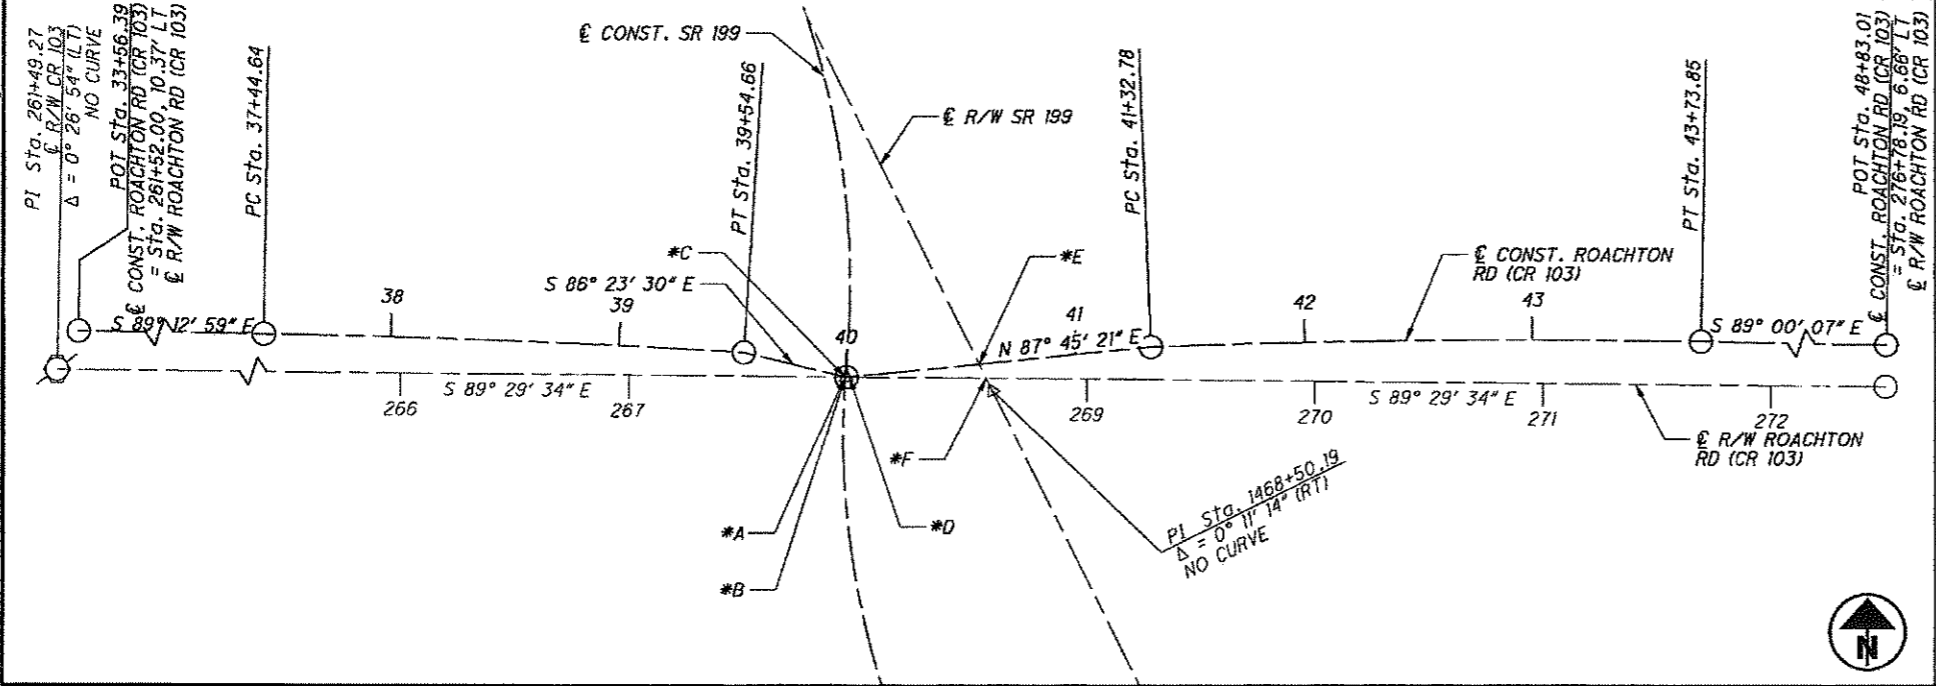 PI Sta. 261+49.27
℄ R/W CR 103
Δ = 0° 26' 54" (LT)
NO CURVE
POT Sta. 33+56.39
℄ CONST. ROACHTON RD (CR 103)
= Sta. 261+52.00, 10.37' LT
℄ R/W ROACHTON RD (CR 103)
PC Sta. 37+44.64
℄ CONST. SR 199
PT Sta. 39+54.66
℄ R/W SR 199
PC Sta. 41+32.78
PT Sta. 43+73.85
POT Sta. 48+83.01
℄ CONST. ROACHTON RD (CR 103)
= Sta. 276+78.19, 6.66' LT
℄ R/W ROACHTON RD (CR 103)
*C
*E
℄ CONST. ROACHTON
RD (CR 103)
S 86° 23' 30" E
38
39
40
41
42
43
S 89° 12' 59" E
N 87° 45' 21" E
S 89° 00' 07" E
S 89° 29' 34" E
266
267
269
270
S 89° 29' 34" E
271
272
℄ R/W ROACHTON
RD (CR 103)
*F
*A
*D
*B
PI Sta. 1468+50.19
Δ = 0° 11' 14" (RT)
NO CURVE
N